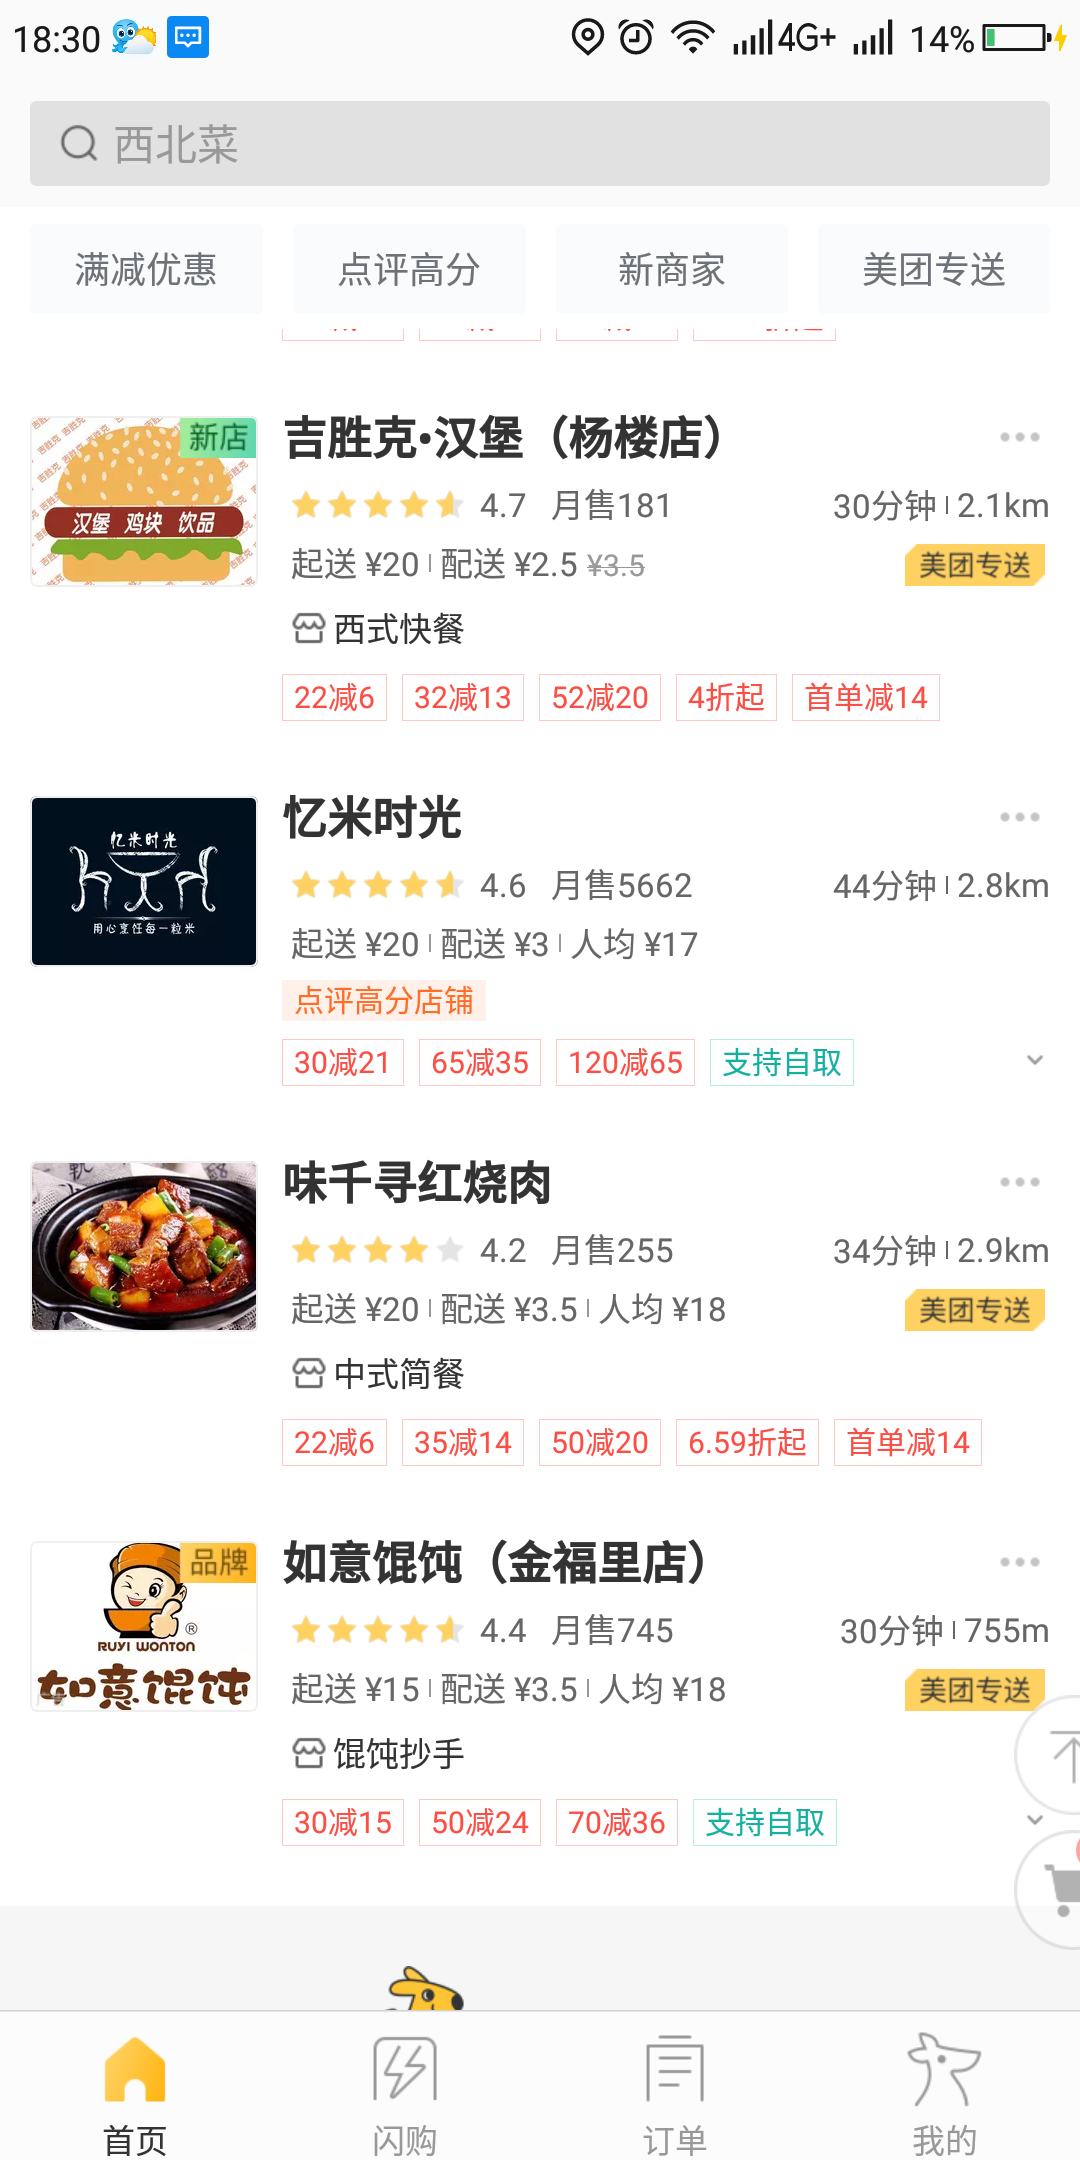 18:30 4G+ 14%
西北菜
满减优惠 点评高分 新商家 美团专送
新店
汉堡 鸡块 饮品
吉胜克·汉堡（杨楼店）
4.7 月售181 30分钟 2.1km
起送 ¥20 配送 ¥2.5 ¥3.5 美团专送
西式快餐
22减6 32减13 52减20 4折起 首单减14
忆米时光
用心烹饪每一粒米
忆米时光
4.6 月售5662 44分钟 2.8km
起送 ¥20 配送 ¥3 人均 ¥17
点评高分店铺
30减21 65减35 120减65 支持自取
味千寻红烧肉
4.2 月售255 34分钟 2.9km
起送 ¥20 配送 ¥3.5 人均 ¥18 美团专送
中式简餐
22减6 35减14 50减20 6.59折起 首单减14
品牌
RUYI WONTON ®
如意馄饨
如意馄饨（金福里店）
4.4 月售745 30分钟 755m
起送 ¥15 配送 ¥3.5 人均 ¥18 美团专送
馄饨抄手
30减15 50减24 70减36 支持自取
首页 闪购 订单 我的